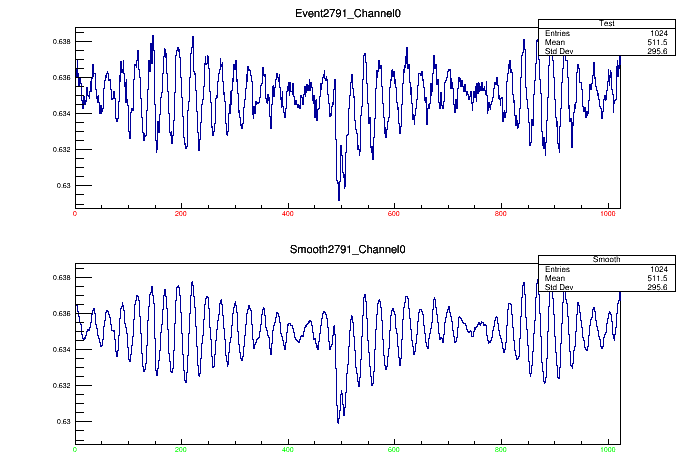 Event2791_Channel0
Test
Entries 1024
Mean 511.5
Std Dev 295.6
0.638
0.636
0.634
0.632
0.63
0 200 400 600 800 1000
Smooth2791_Channel0
Smooth
Entries 1024
Mean 511.5
Std Dev 295.6
0.638
0.636
0.634
0.632
0.63
0 200 400 600 800 1000